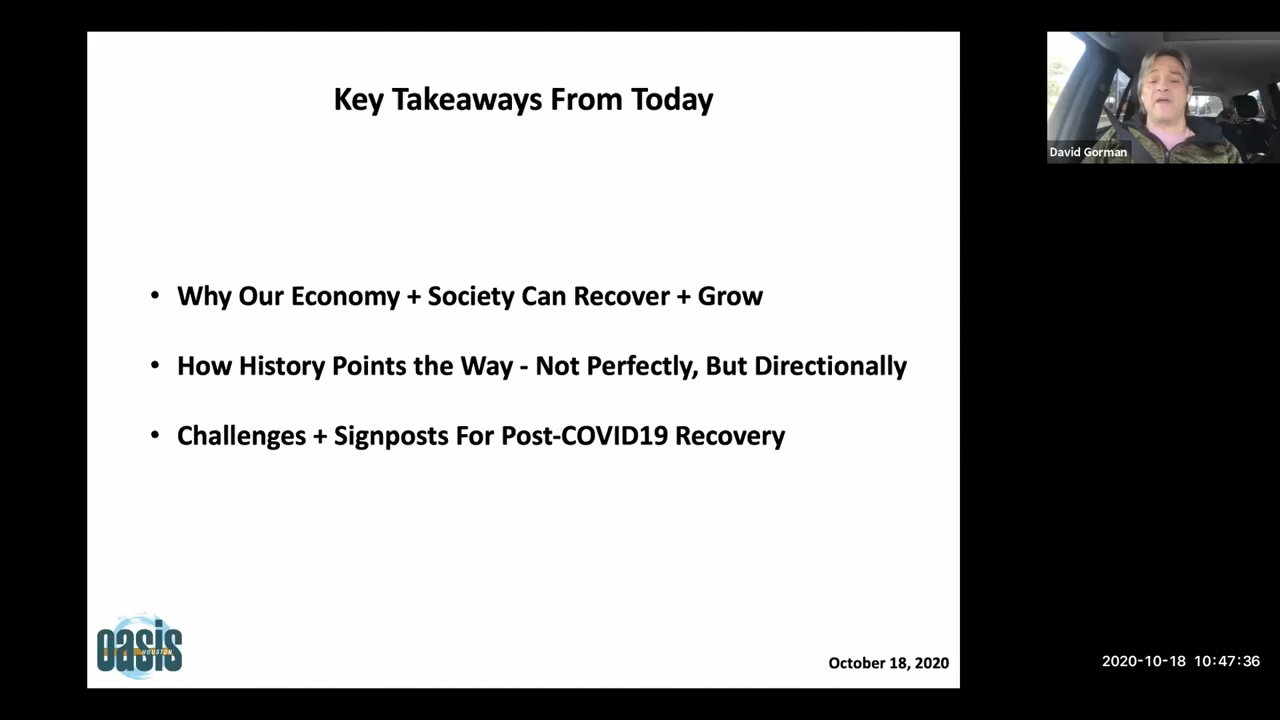 Key Takeaways From Today
• Why Our Economy + Society Can Recover + Grow
• How History Points the Way - Not Perfectly, But Directionally
• Challenges + Signposts For Post-COVID19 Recovery
oasis
HOUSTON
October 18, 2020
David Gorman
2020-10-18 10:47:36